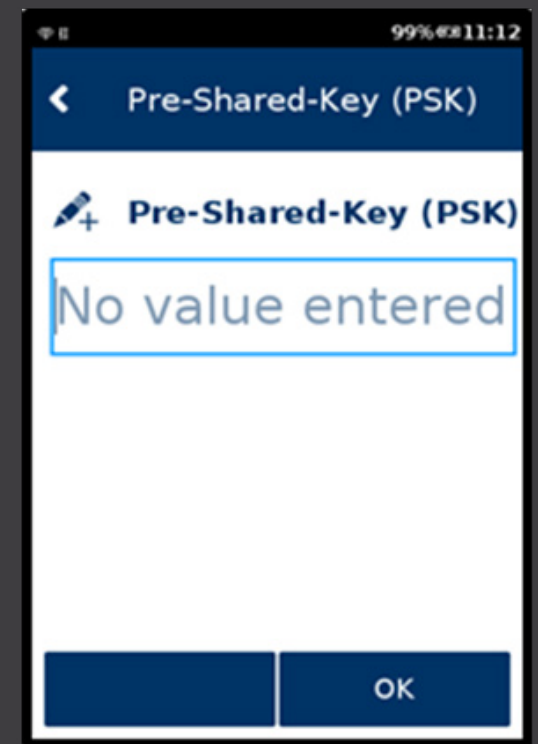 99% 11:12
Pre-Shared-Key (PSK)
Pre-Shared-Key (PSK)
No value entered
OK